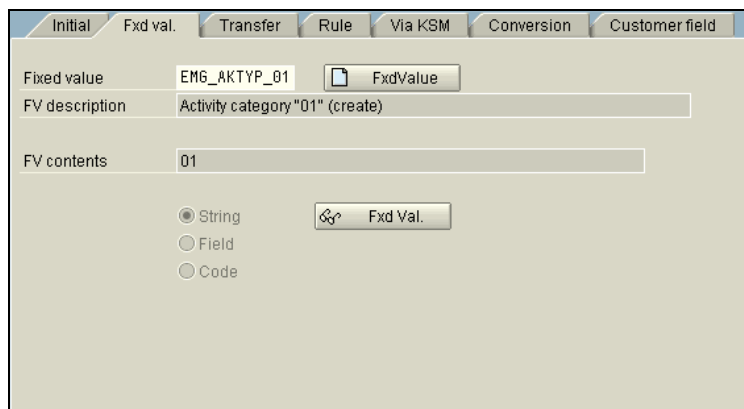 Initial Fxd val. Transfer Rule Via KSM Conversion Customer field
Fixed value EMG_AKTYP_01 FxdValue
FV description Activity category "01" (create)
FV contents 01
String Fxd Val.
Field
Code